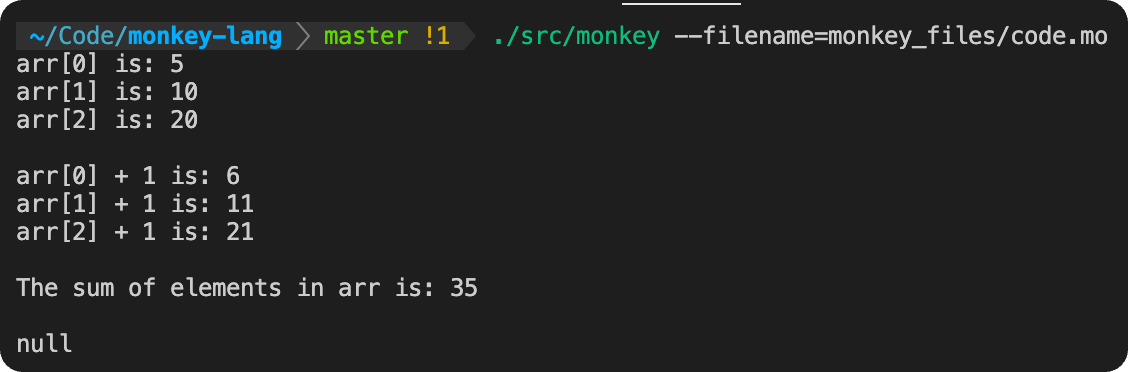 ~/Code/monkey-lang master !1 ./src/monkey --filename=monkey_files/code.mo
arr[0] is: 5
arr[1] is: 10
arr[2] is: 20
arr[0] + 1 is: 6
arr[1] + 1 is: 11
arr[2] + 1 is: 21
The sum of elements in arr is: 35
null